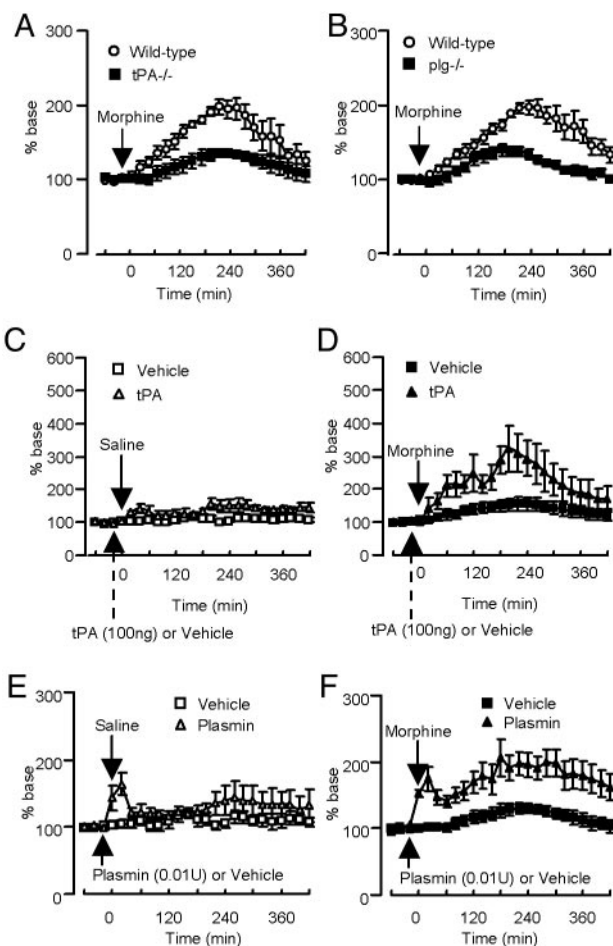 A
Wild-type
tPA-/-
Morphine
% base
300
200
100
0
0 120 240 360
Time (min)
B
Wild-type
plg-/-
Morphine
% base
300
200
100
0
0 120 240 360
Time (min)
C
Vehicle
tPA
Saline
% base
600
500
400
300
200
100
0
0 120 240 360
Time (min)
tPA (100ng) or Vehicle
D
Vehicle
tPA
Morphine
% base
600
500
400
300
200
100
0
0 120 240 360
Time (min)
tPA (100ng) or Vehicle
E
Vehicle
Plasmin
Saline
% base
300
200
100
0
Plasmin (0.01U) or Vehicle
0 120 240 360
Time (min)
F
Vehicle
Plasmin
Morphine
% base
300
200
100
0
Plasmin (0.01U) or Vehicle
0 120 240 360
Time (min)